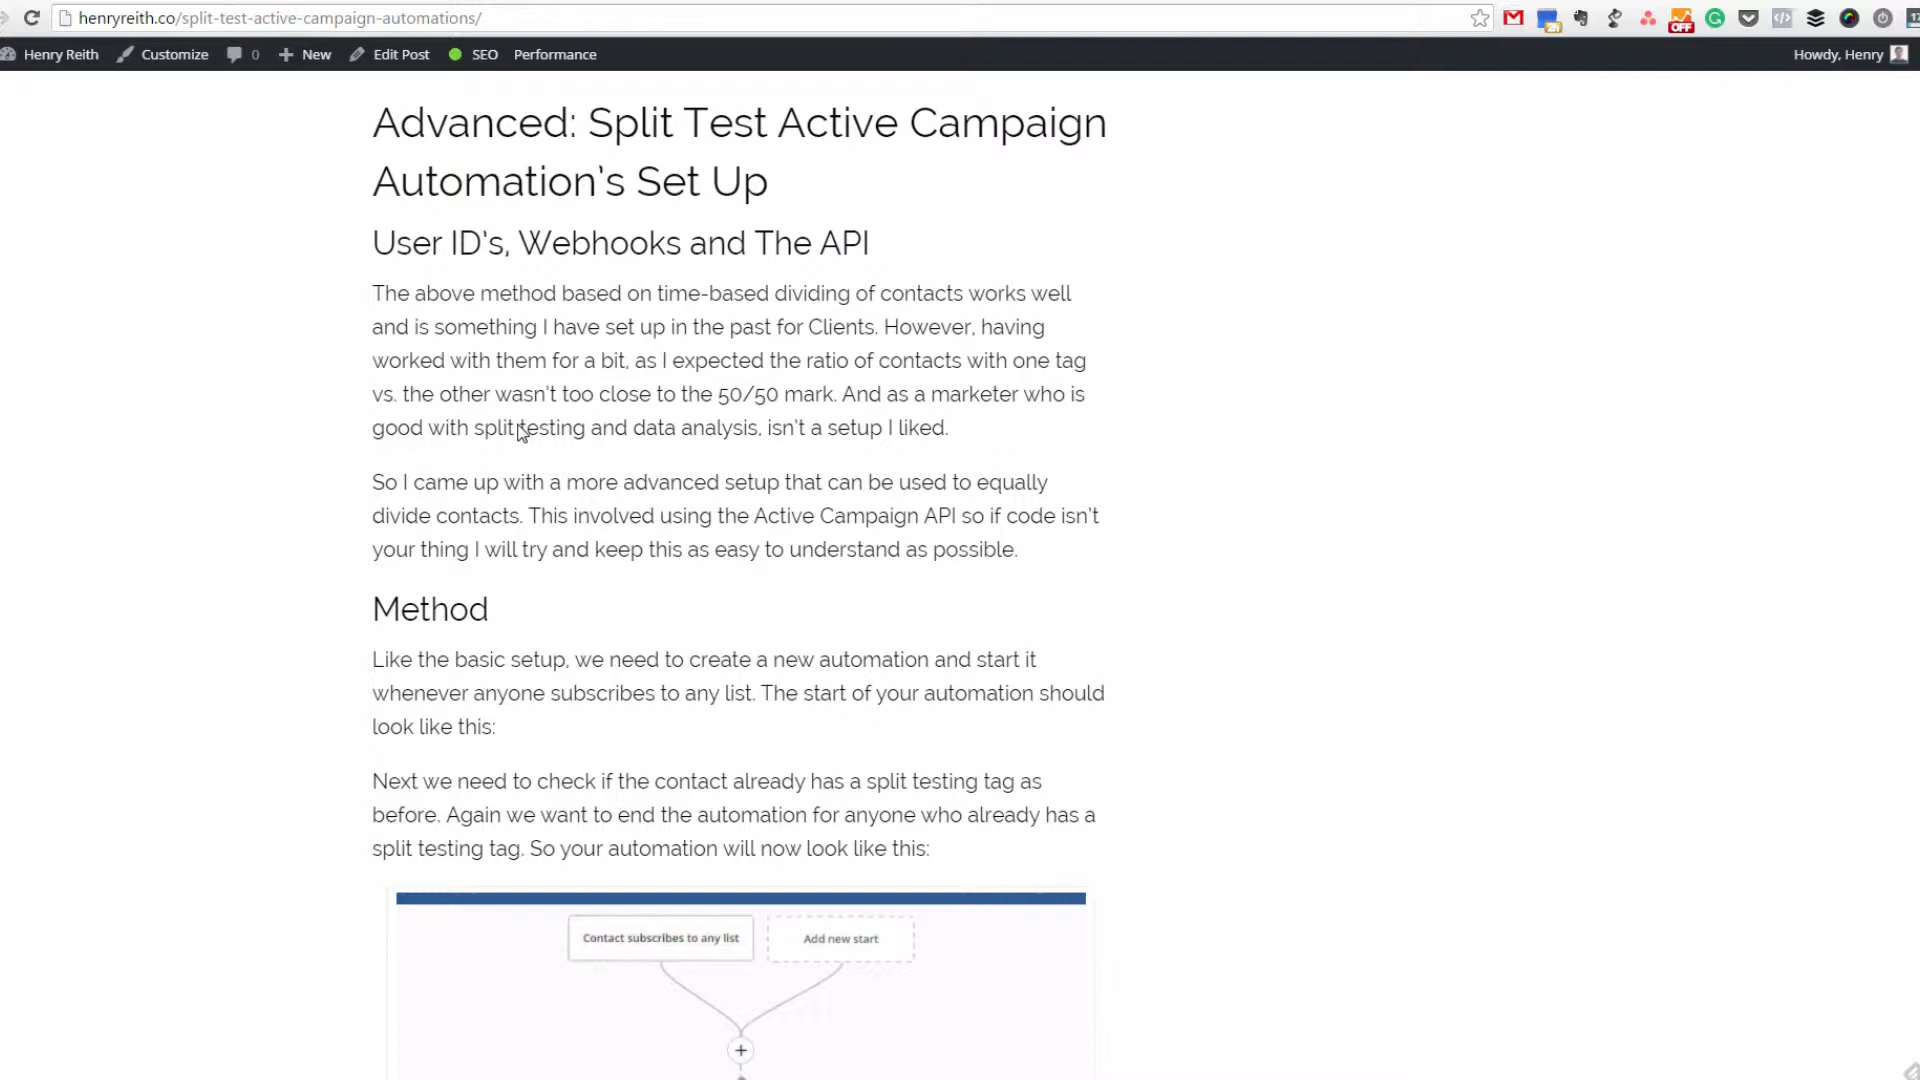 henryreith.co/split-test-active-campaign-automations/
Henry Reith Customize 0 New Edit Post SEO Performance Howdy, Henry
OFF
Advanced: Split Test Active Campaign
Automation's Set Up
User ID's, Webhooks and The API
The above method based on time-based dividing of contacts works well
and is something I have set up in the past for Clients. However, having
worked with them for a bit, as I expected the ratio of contacts with one tag
vs. the other wasn't too close to the 50/50 mark. And as a marketer who is
good with split testing and data analysis, isn't a setup I liked.
So I came up with a more advanced setup that can be used to equally
divide contacts. This involved using the Active Campaign API so if code isn't
your thing I will try and keep this as easy to understand as possible.
Method
Like the basic setup, we need to create a new automation and start it
whenever anyone subscribes to any list. The start of your automation should
look like this:
Next we need to check if the contact already has a split testing tag as
before. Again we want to end the automation for anyone who already has a
split testing tag. So your automation will now look like this:
Contact subscribes to any list Add new start